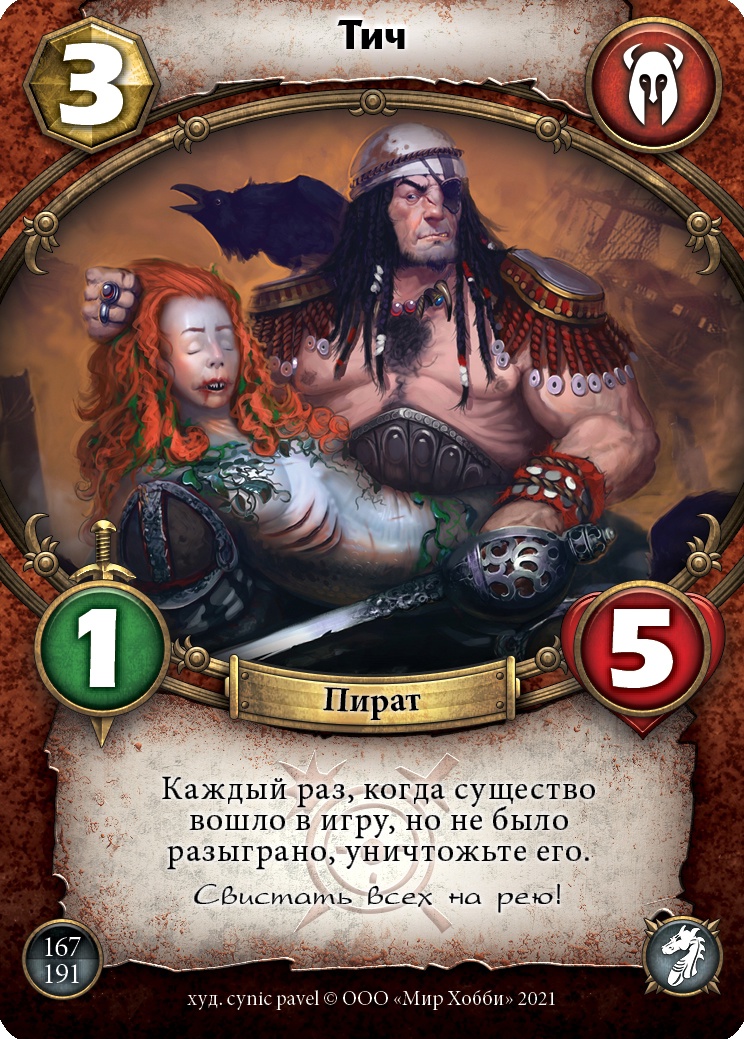 Тич
3
1
5
Пират
Каждый раз, когда существо
вошло в игру, но не было
разыграно, уничтожьте его.
Свистать всех на рею!
167
191
худ. cynic pavel © ООО «Мир Хобби» 2021